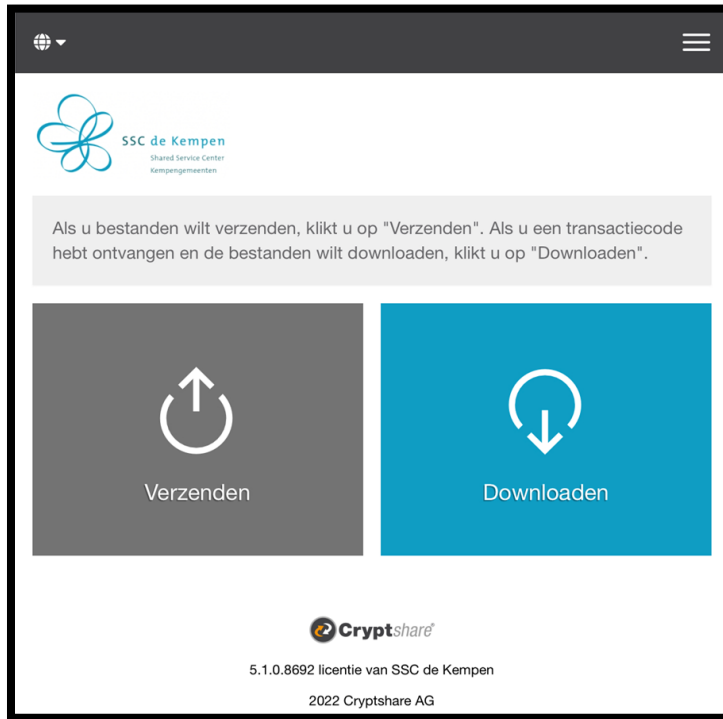 SSC de Kempen
Shared Service Center
Kempengemeenten
Als u bestanden wilt verzenden, klikt u op "Verzenden". Als u een transactiecode
hebt ontvangen en de bestanden wilt downloaden, klikt u op "Downloaden".
Verzenden
Downloaden
Cryptshare®
5.1.0.8692 licentie van SSC de Kempen
2022 Cryptshare AG